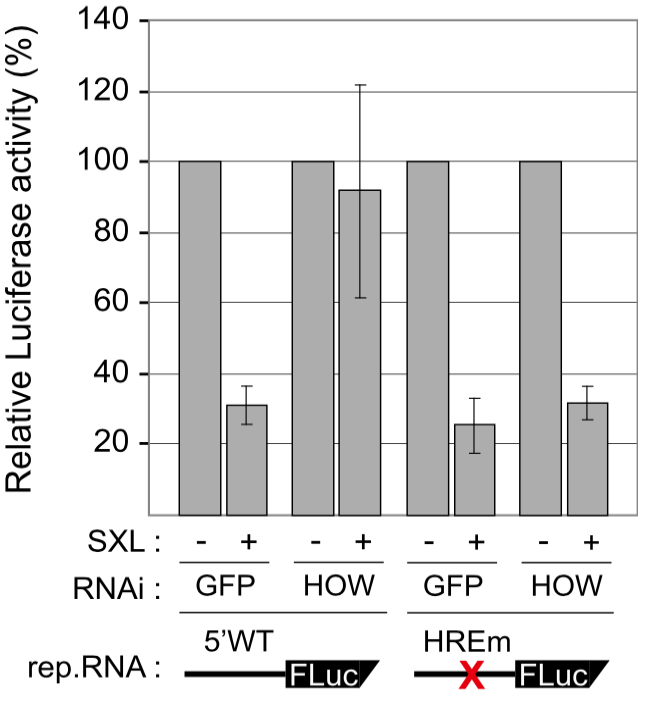 Relative Luciferase activity (%)
140
120
100
80
60
40
20
SXL : - + - + - + - +
RNAi : GFP HOW GFP HOW
5'WT HREm
rep.RNA : FLuc X FLuc